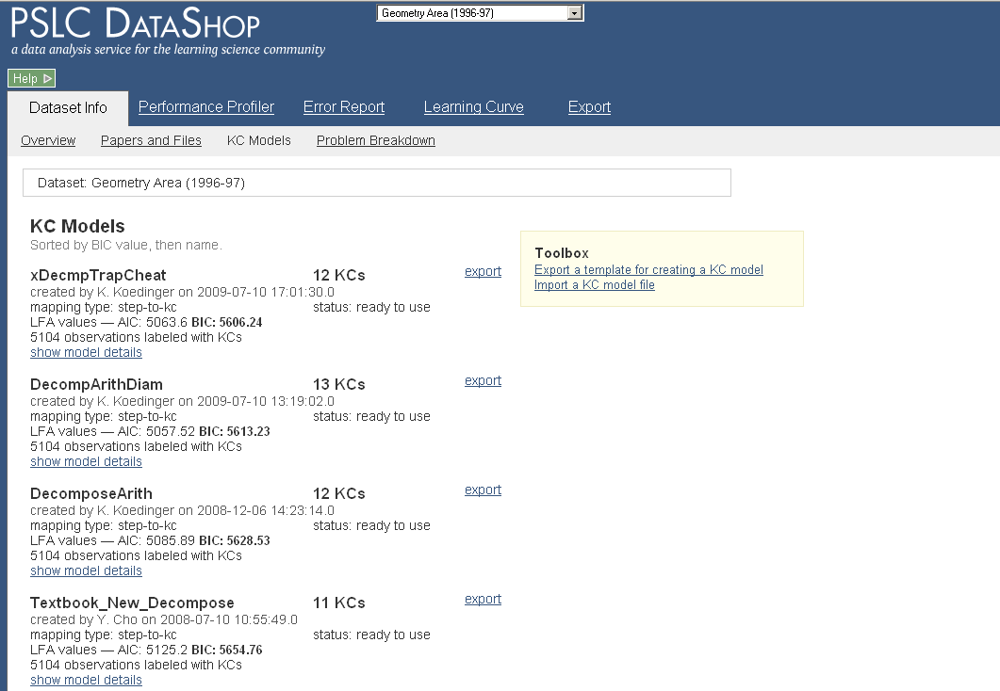 Geometry Area (1996-97)
PSLC DATASHOP
a data analysis service for the learning science community
Help
Dataset Info Performance Profiler Error Report Learning Curve Export
Overview Papers and Files KC Models Problem Breakdown
Dataset: Geometry Area (1996-97)
KC Models
Sorted by BIC value, then name.
xDecmpTrapCheat 12 KCs export
created by K. Koedinger on 2009-07-10 17:01:30.0
mapping type: step-to-kc status: ready to use
LFA values — AIC: 5063.6 BIC: 5606.24
5104 observations labeled with KCs
show model details
DecompArithDiam 13 KCs export
created by K. Koedinger on 2009-07-10 13:19:02.0
mapping type: step-to-kc status: ready to use
LFA values — AIC: 5057.52 BIC: 5613.23
5104 observations labeled with KCs
show model details
DecomposeArith 12 KCs export
created by K. Koedinger on 2008-12-06 14:23:14.0
mapping type: step-to-kc status: ready to use
LFA values — AIC: 5085.89 BIC: 5628.53
5104 observations labeled with KCs
show model details
Textbook_New_Decompose 11 KCs export
created by Y. Cho on 2008-07-10 10:55:49.0
mapping type: step-to-kc status: ready to use
LFA values — AIC: 5125.2 BIC: 5654.76
5104 observations labeled with KCs
show model details
Toolbox
Export a template for creating a KC model
Import a KC model file